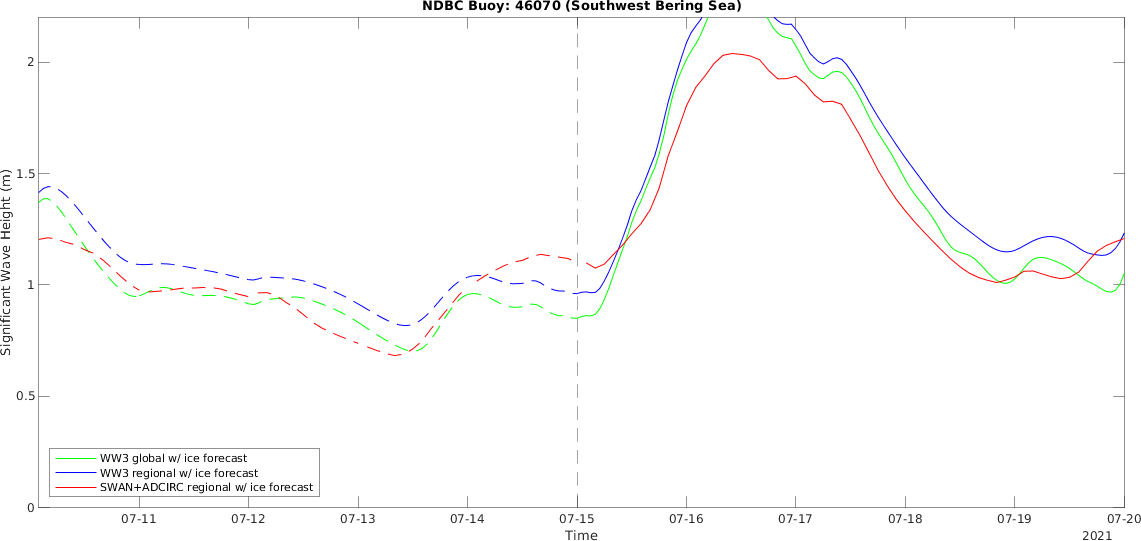 NDBC Buoy: 46070 (Southwest Bering Sea)
2
1.5
1
0.5
0
Significant Wave Height (m)
WW3 global w/ ice forecast
WW3 regional w/ ice forecast
SWAN+ADCIRC regional w/ ice forecast
07-11 07-12 07-13 07-14 07-15 07-16 07-17 07-18 07-19 07-20
Time
2021